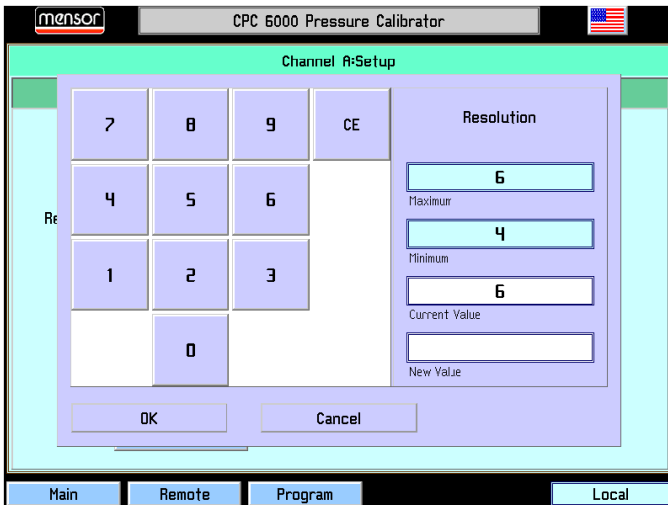 mensor
CPC 6000 Pressure Calibrator
Channel A:Setup
7 8 9 CE
Resolution
6
Maximum
4 5 6
Re
4
Minimum
1 2 3
6
Current Value
0
New Value
OK Cancel
Main Remote Program Local